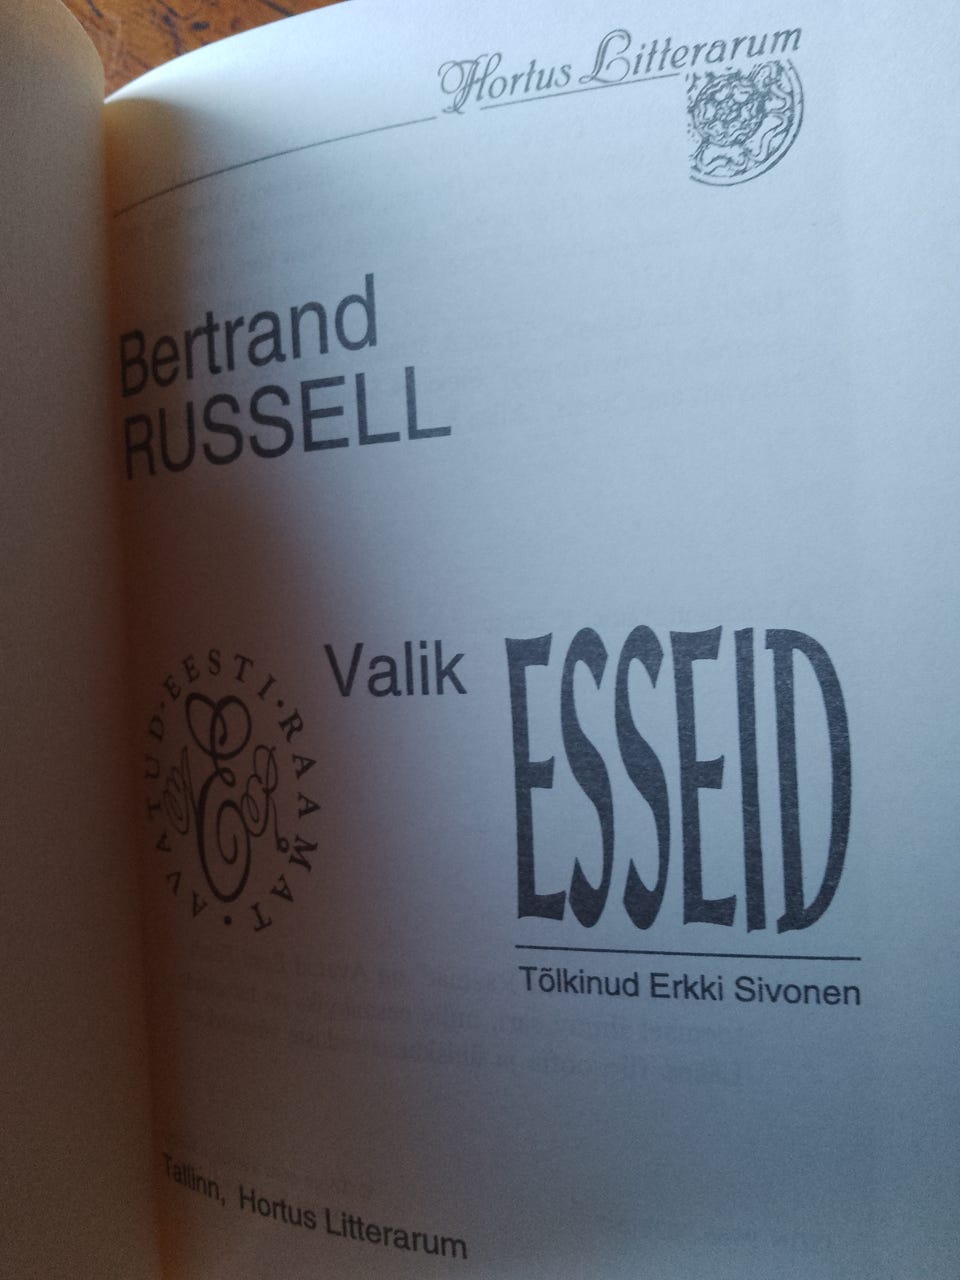 Hortus Litterarum
Bertrand
RUSSELL
Valik ESSEID
AVATUD·EESTI·RAAMAT·
Tõlkinud Erkki Sivonen
Tallinn, Hortus Litterarum